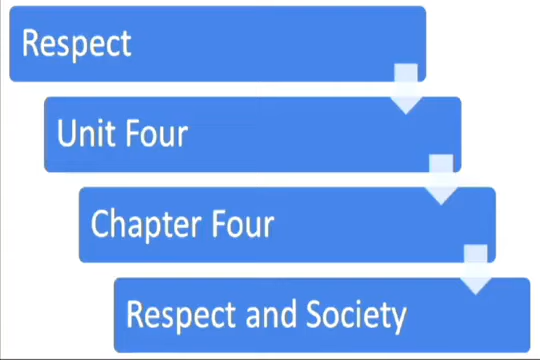 Respect
Unit Four
Chapter Four
Respect and Society